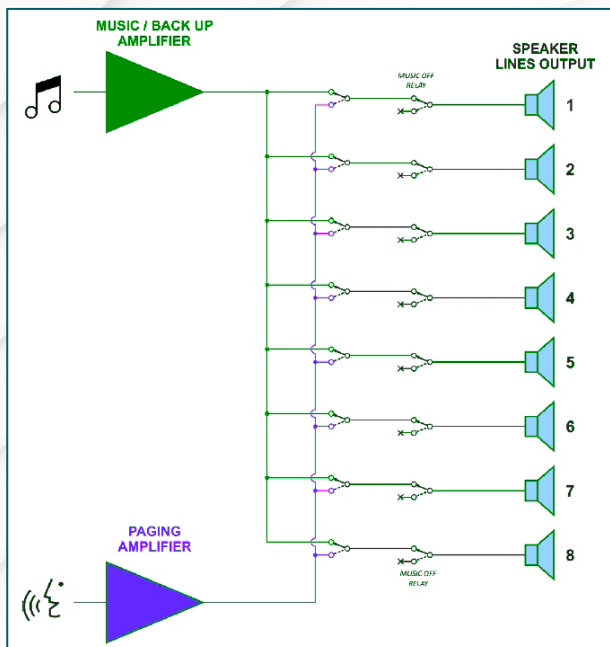 MUSIC / BACK UP
AMPLIFIER
SPEAKER
LINES OUTPUT
MUSIC OFF
RELAY
1
2
3
4
5
6
7
8
PAGING
AMPLIFIER
MUSIC OFF
RELAY